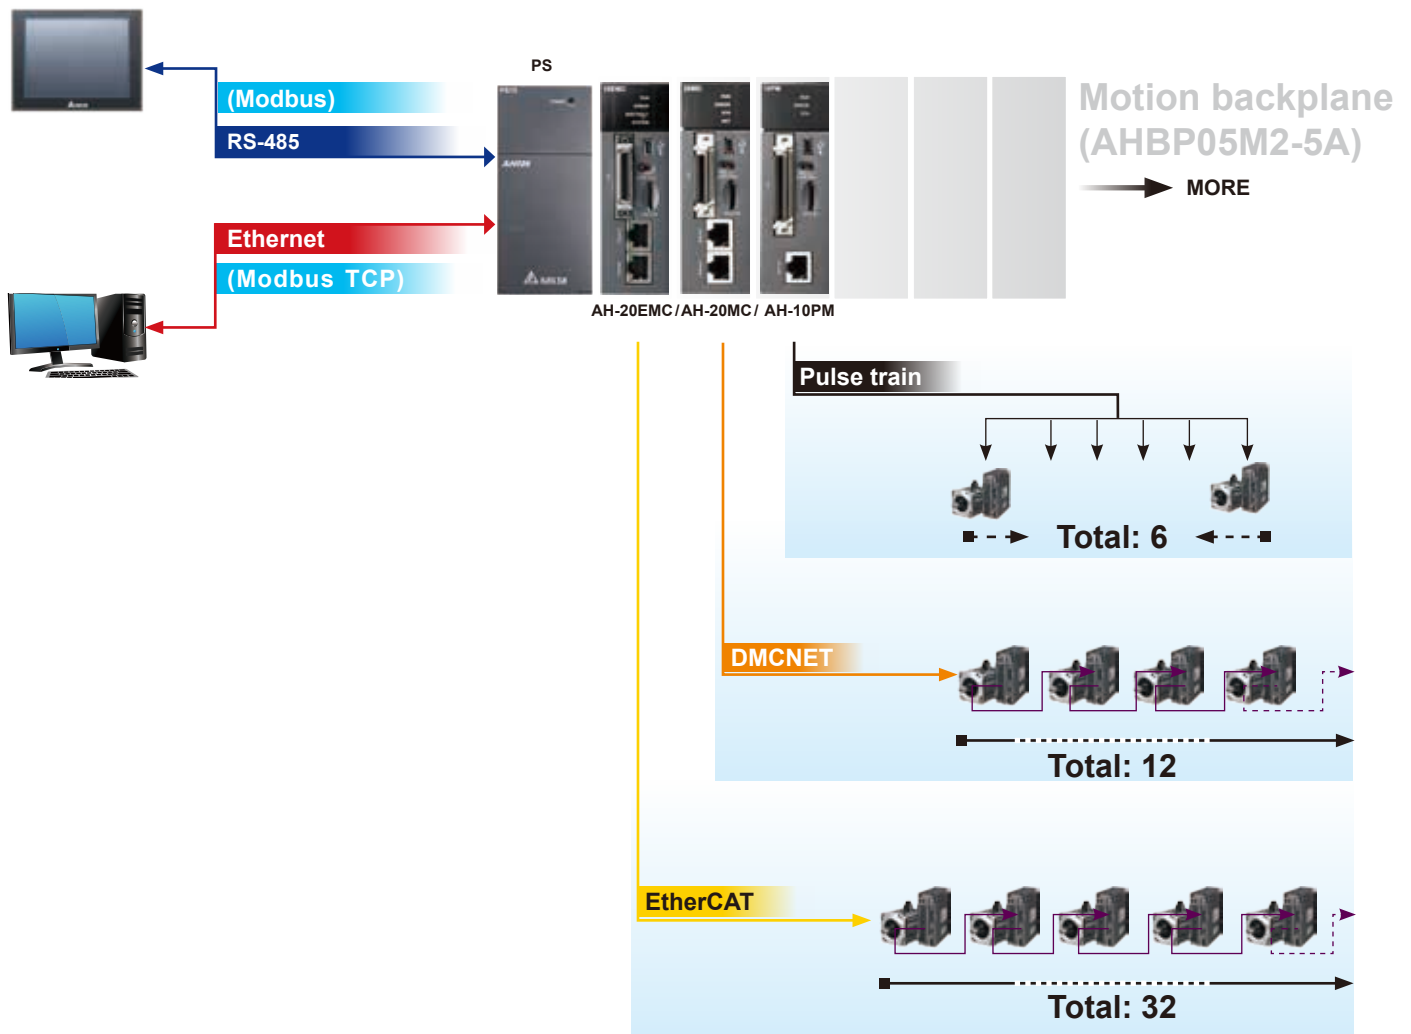 PS
(Modbus)
RS-485
Motion backplane
(AHBP05M2-5A)
MORE
Ethernet
(Modbus TCP)
AH-20EMC/AH-20MC/ AH-10PM
Pulse train
Total: 6
DMCNET
Total: 12
EtherCAT
Total: 32